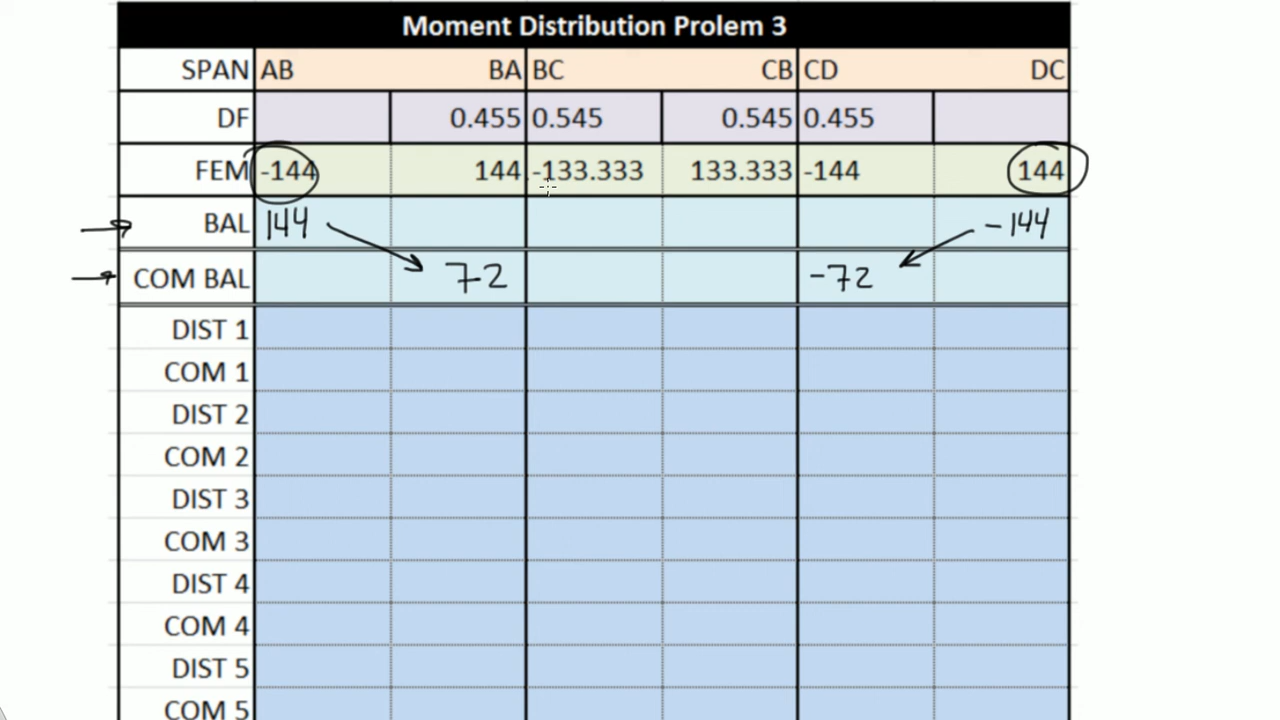 Moment Distribution Prolem 3
SPAN AB BA BC CB CD DC
DF 0.455 0.545 0.545 0.455
FEM -144 144 -133.333 133.333 -144 144
BAL 144 -144
COM BAL 72 -72
DIST 1
COM 1
DIST 2
COM 2
DIST 3
COM 3
DIST 4
COM 4
DIST 5
COM 5